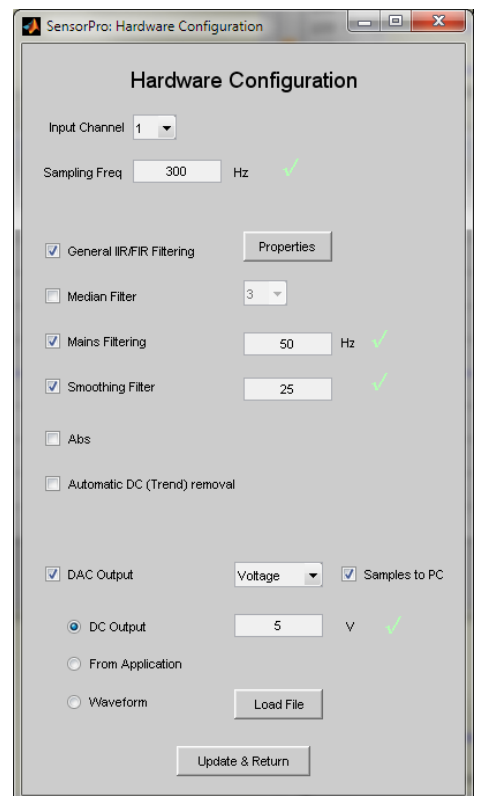 SensorPro: Hardware Configuration
Hardware Configuration
Input Channel 1
Sampling Freq 300 Hz
General IIR/FIR Filtering Properties
Median Filter 3
Mains Filtering 50 Hz
Smoothing Filter 25
Abs
Automatic DC (Trend) removal
DAC Output Voltage Samples to PC
DC Output 5 V
From Application
Waveform Load File
Update & Return